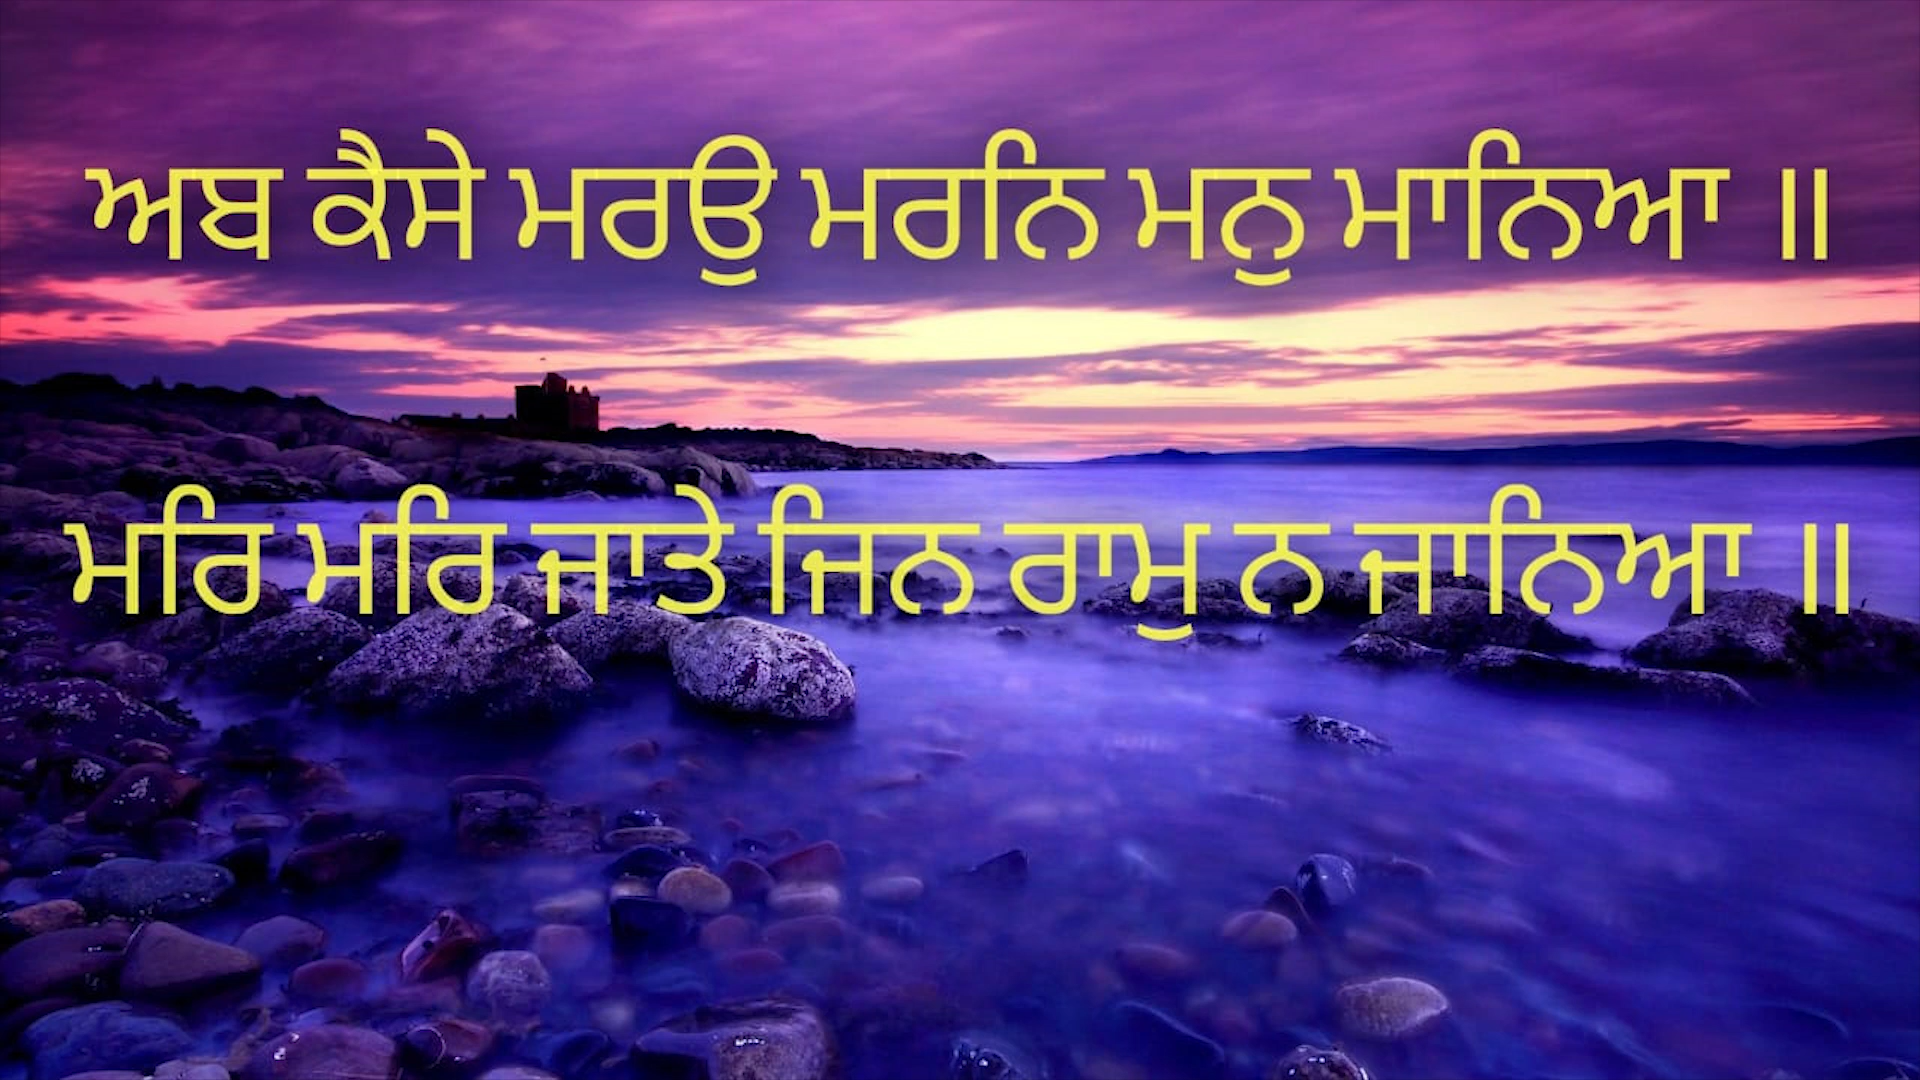 ਅਬ ਕੈਸੇ ਮਰਉ ਮਰਨਿ ਮਨੁ ਮਾਨਿਆ ॥
ਮਰਿ ਮਰਿ ਜਾਤੇ ਜਿਨ ਰਾਮੁ ਨ ਜਾਨਿਆ ॥